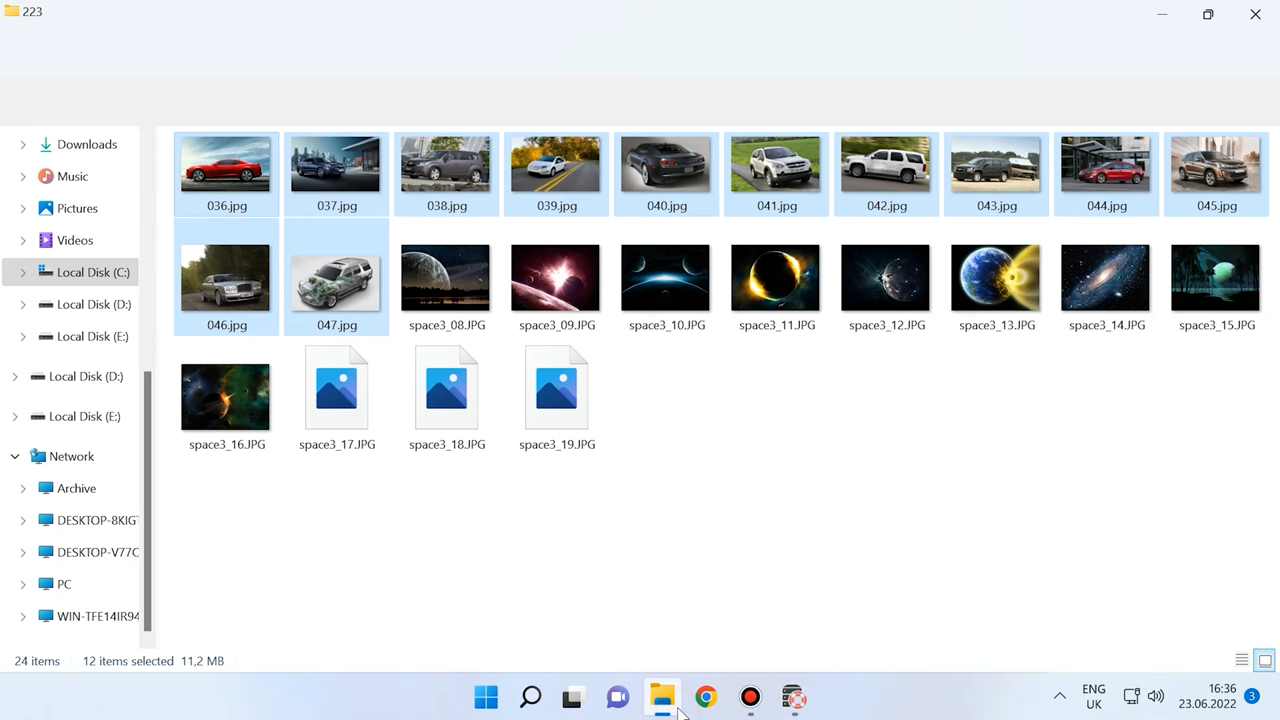 223
Downloads
Music
Pictures
Videos
Local Disk (C:)
Local Disk (D:)
Local Disk (E:)
Local Disk (D:)
Local Disk (E:)
Network
Archive
DESKTOP-8KIG
DESKTOP-V77C
PC
WIN-TFE14IR94
036.jpg 037.jpg 038.jpg 039.jpg 040.jpg 041.jpg 042.jpg 043.jpg 044.jpg 045.jpg
046.jpg 047.jpg space3_08.JPG space3_09.JPG space3_10.JPG space3_11.JPG space3_12.JPG space3_13.JPG space3_14.JPG space3_15.JPG
space3_16.JPG space3_17.JPG space3_18.JPG space3_19.JPG
24 items 12 items selected 11,2 MB
ENG
UK
16:36
23.06.2022
3